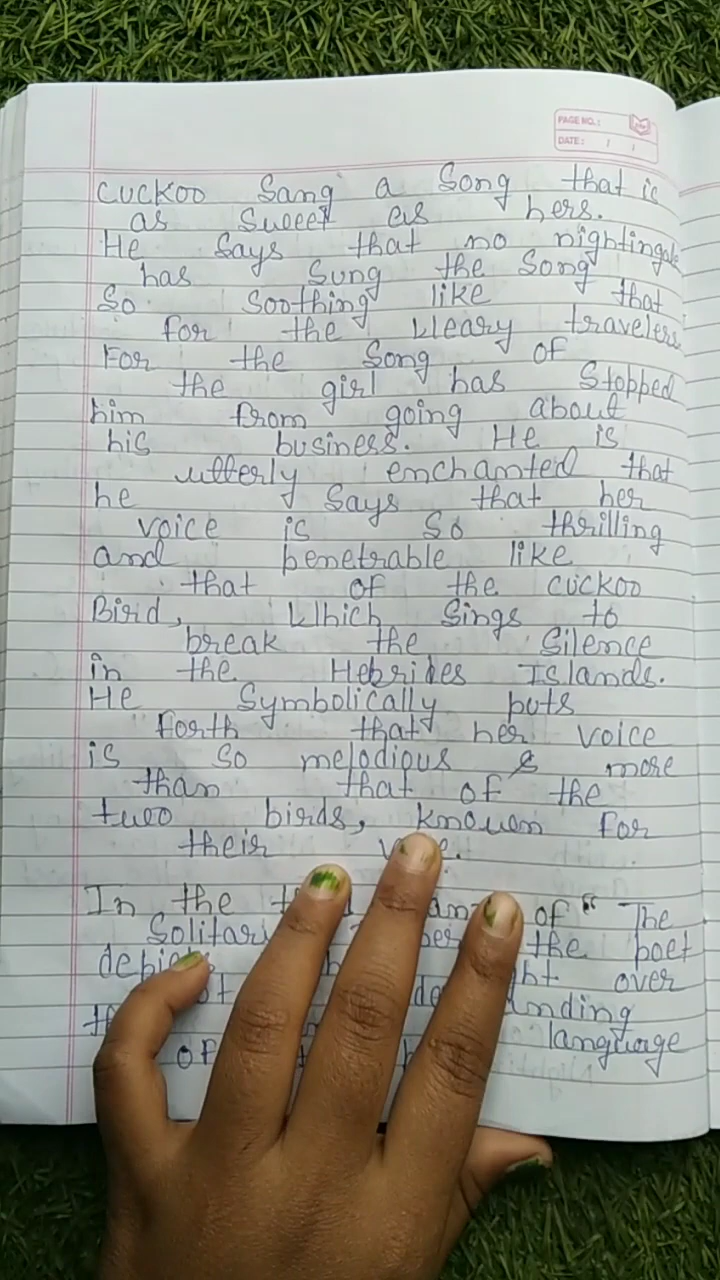 PAGE NO.:
DATE: / /
cuckoo Sang a Song that is
as Sweet as hers.
He Says that no nightingale
has Sung the Song
So Soothing like that
for the Weary travelers
For the Song of
the girl has Stopped
him from going about
his business. He is
utterly enchanted that
he Says that her
voice is So thrilling
and penetrable like
that of the cuckoo
Bird, Which Sings to
break the Silence
in the Hebrides Islands.
He Symbolically puts
Forth that her voice
is So melodious & more
than that of the
two birds, known for
their
In the of "The
the poet
over
language
of